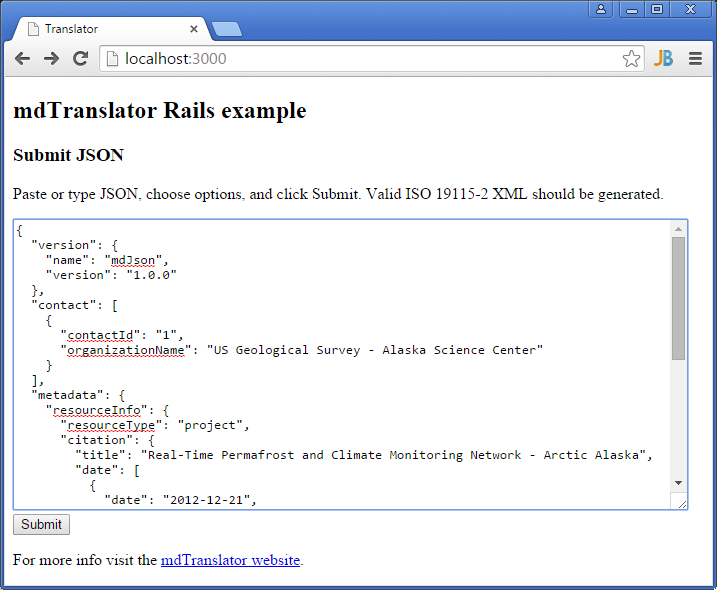 Translator
localhost:3000
JB
mdTranslator Rails example
Submit JSON
Paste or type JSON, choose options, and click Submit. Valid ISO 19115-2 XML should be generated.
{
  "version": {
    "name": "mdJson",
    "version": "1.0.0"
  },
  "contact": [
    {
      "contactId": "1",
      "organizationName": "US Geological Survey - Alaska Science Center"
    }
  ],
  "metadata": {
    "resourceInfo": {
      "resourceType": "project",
      "citation": {
        "title": "Real-Time Permafrost and Climate Monitoring Network - Arctic Alaska",
        "date": [
          {
            "date": "2012-12-21",
Submit
For more info visit the mdTranslator website.